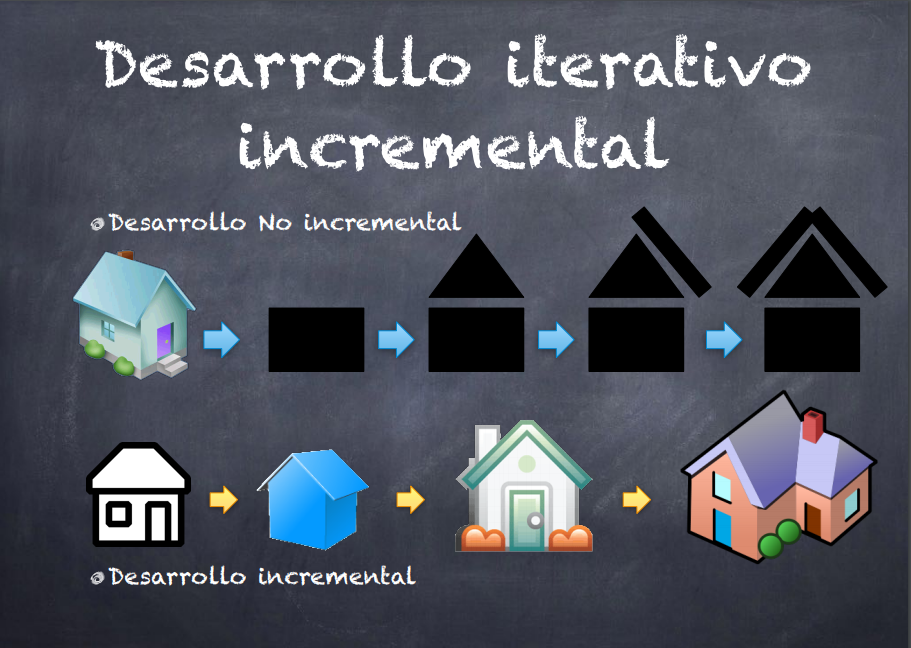 Desarrollo iterativo
incremental
Desarrollo No incremental
Desarrollo incremental